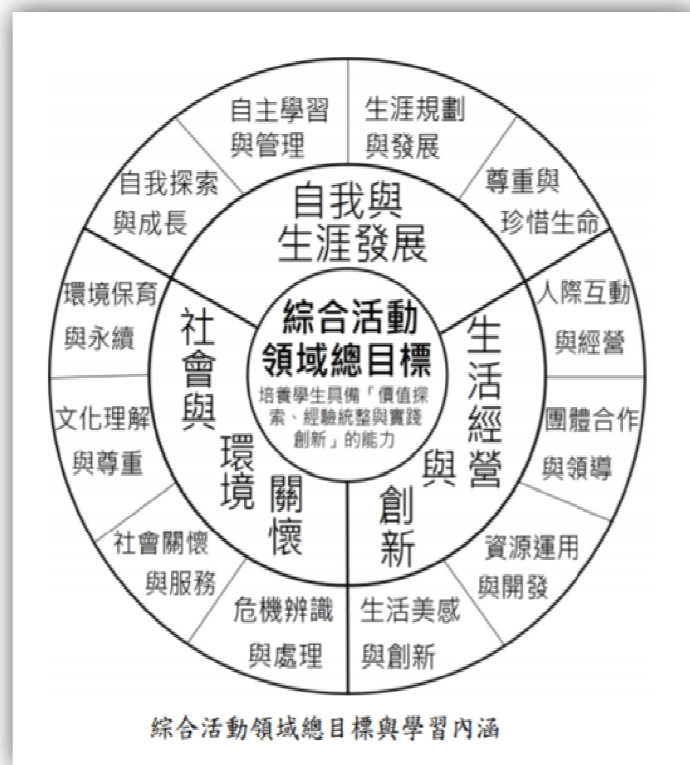 自主學習
與管理
生涯規劃
與發展
自我探索
與成長
尊重與
珍惜生命
自我與
生涯發展
環境保育
與永續
人際互動
與經營
社會與
環境
關懷
綜合活動
領域總目標
培養學生具備「價值探
索、經驗統整與實踐
創新」的能力
生活經營
與
創新
文化理解
與尊重
團體合作
與領導
社會關懷
與服務
資源運用
與開發
危機辨識
與處理
生活美感
與創新
綜合活動領域總目標與學習內涵